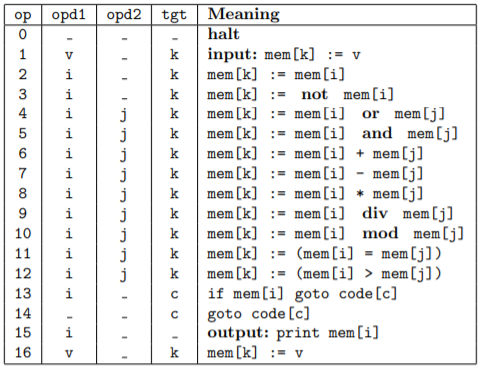 op opd1 opd2 tgt Meaning
0 _ _ _ halt
1 v _ k input: mem[k] := v
2 i _ k mem[k] := mem[i]
3 i _ k mem[k] := not mem[i]
4 i j k mem[k] := mem[i] or mem[j]
5 i j k mem[k] := mem[i] and mem[j]
6 i j k mem[k] := mem[i] + mem[j]
7 i j k mem[k] := mem[i] - mem[j]
8 i j k mem[k] := mem[i] * mem[j]
9 i j k mem[k] := mem[i] div mem[j]
10 i j k mem[k] := mem[i] mod mem[j]
11 i j k mem[k] := (mem[i] = mem[j])
12 i j k mem[k] := (mem[i] > mem[j])
13 i _ c if mem[i] goto code[c]
14 _ _ c goto code[c]
15 i _ _ output: print mem[i]
16 v _ k mem[k] := v